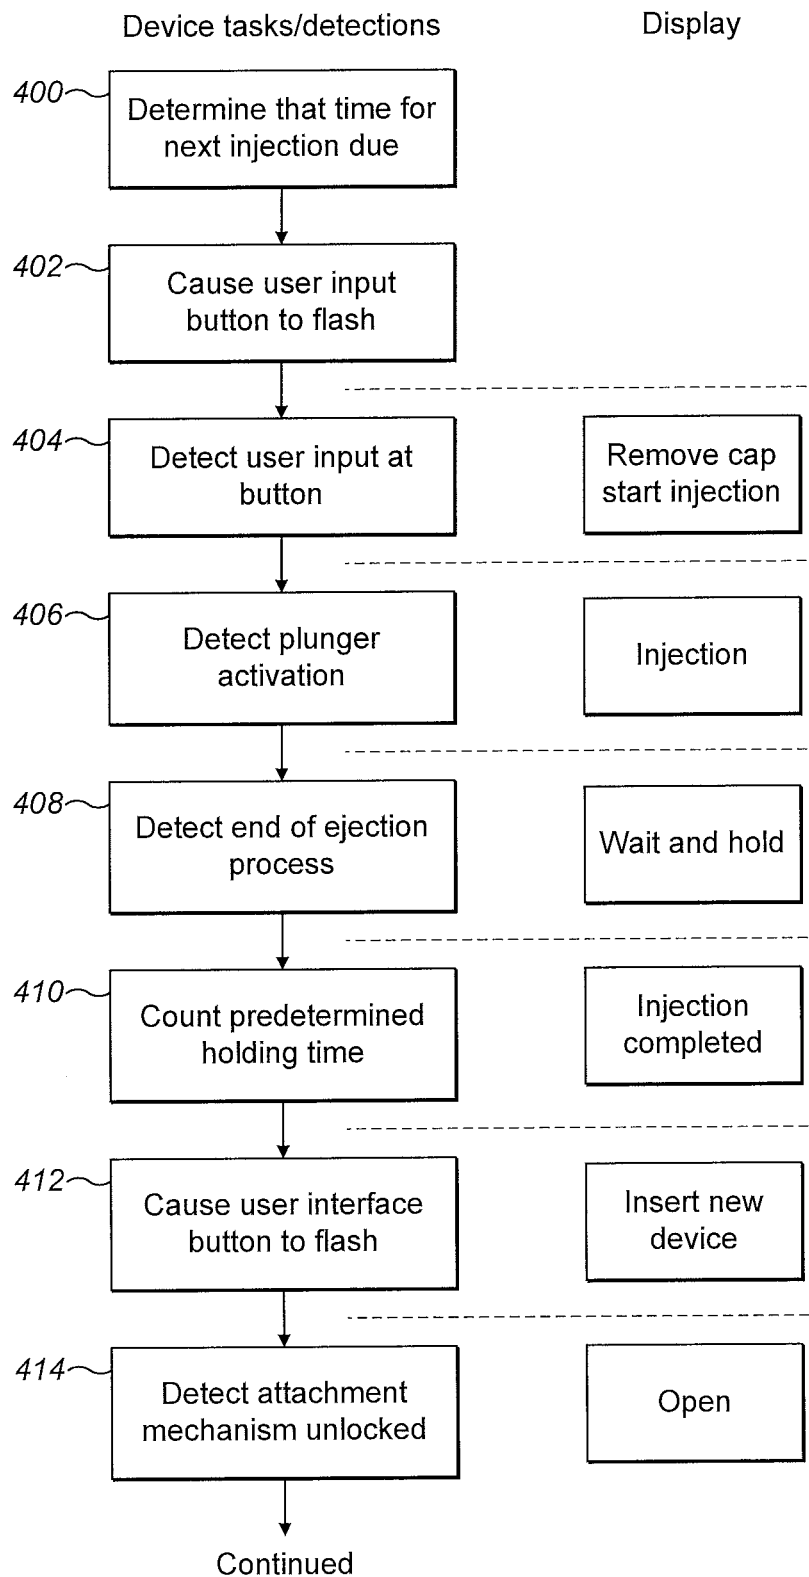 Device tasks/detections
Display
400
Determine that time for
next injection due
402
Cause user input
button to flash
404
Detect user input at
button
Remove cap
start injection
406
Detect plunger
activation
Injection
408
Detect end of ejection
process
Wait and hold
410
Count predetermined
holding time
Injection
completed
412
Cause user interface
button to flash
Insert new
device
414
Detect attachment
mechanism unlocked
Open
Continued